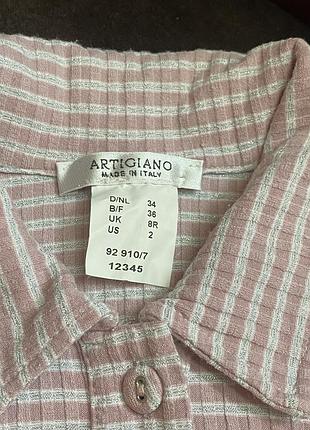 ARTIGIANO
MADE IN ITALY
D/NL 34
B/F 36
UK 8R
US 2
92 910/7
12345